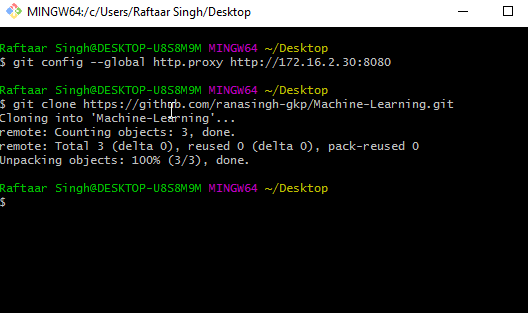 MINGW64:/c/Users/Raftaar Singh/Desktop
Raftaar Singh@DESKTOP-U8S8M9M MINGW64 ~/Desktop
$ git config --global http.proxy http://172.16.2.30:8080
Raftaar Singh@DESKTOP-U8S8M9M MINGW64 ~/Desktop
$ git clone https://github.com/ranasingh-gkp/Machine-Learning.git
Cloning into 'Machine-Learning'...
remote: Counting objects: 3, done.
remote: Total 3 (delta 0), reused 0 (delta 0), pack-reused 0
Unpacking objects: 100% (3/3), done.
Raftaar Singh@DESKTOP-U8S8M9M MINGW64 ~/Desktop
$